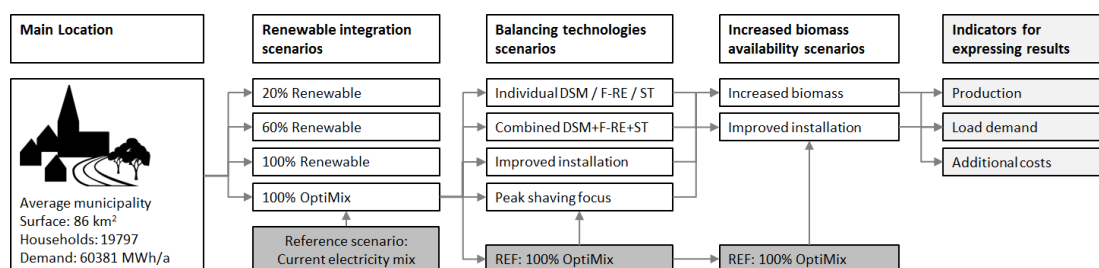 Main Location
Renewable integration
scenarios
Balancing technologies
scenarios
Increased biomass
availability scenarios
Indicators for
expressing results
Average municipality
Surface: 86 km²
Households: 19797
Demand: 60381 MWh/a
20% Renewable
60% Renewable
100% Renewable
100% OptiMix
Reference scenario:
Current electricity mix
Individual DSM / F-RE / ST
Combined DSM+F-RE+ST
Improved installation
Peak shaving focus
REF: 100% OptiMix
Increased biomass
Improved installation
REF: 100% OptiMix
Production
Load demand
Additional costs